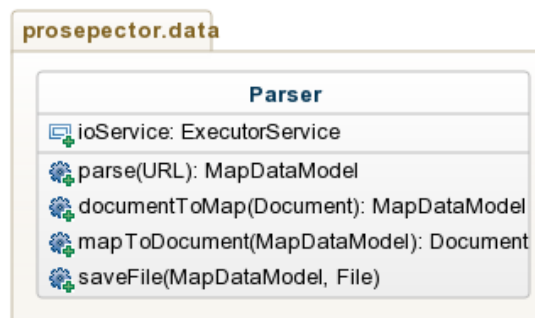 prosepector.data
Parser
ioService: ExecutorService
parse(URL): MapDataModel
documentToMap(Document): MapDataModel
mapToDocument(MapDataModel): Document
saveFile(MapDataModel, File)